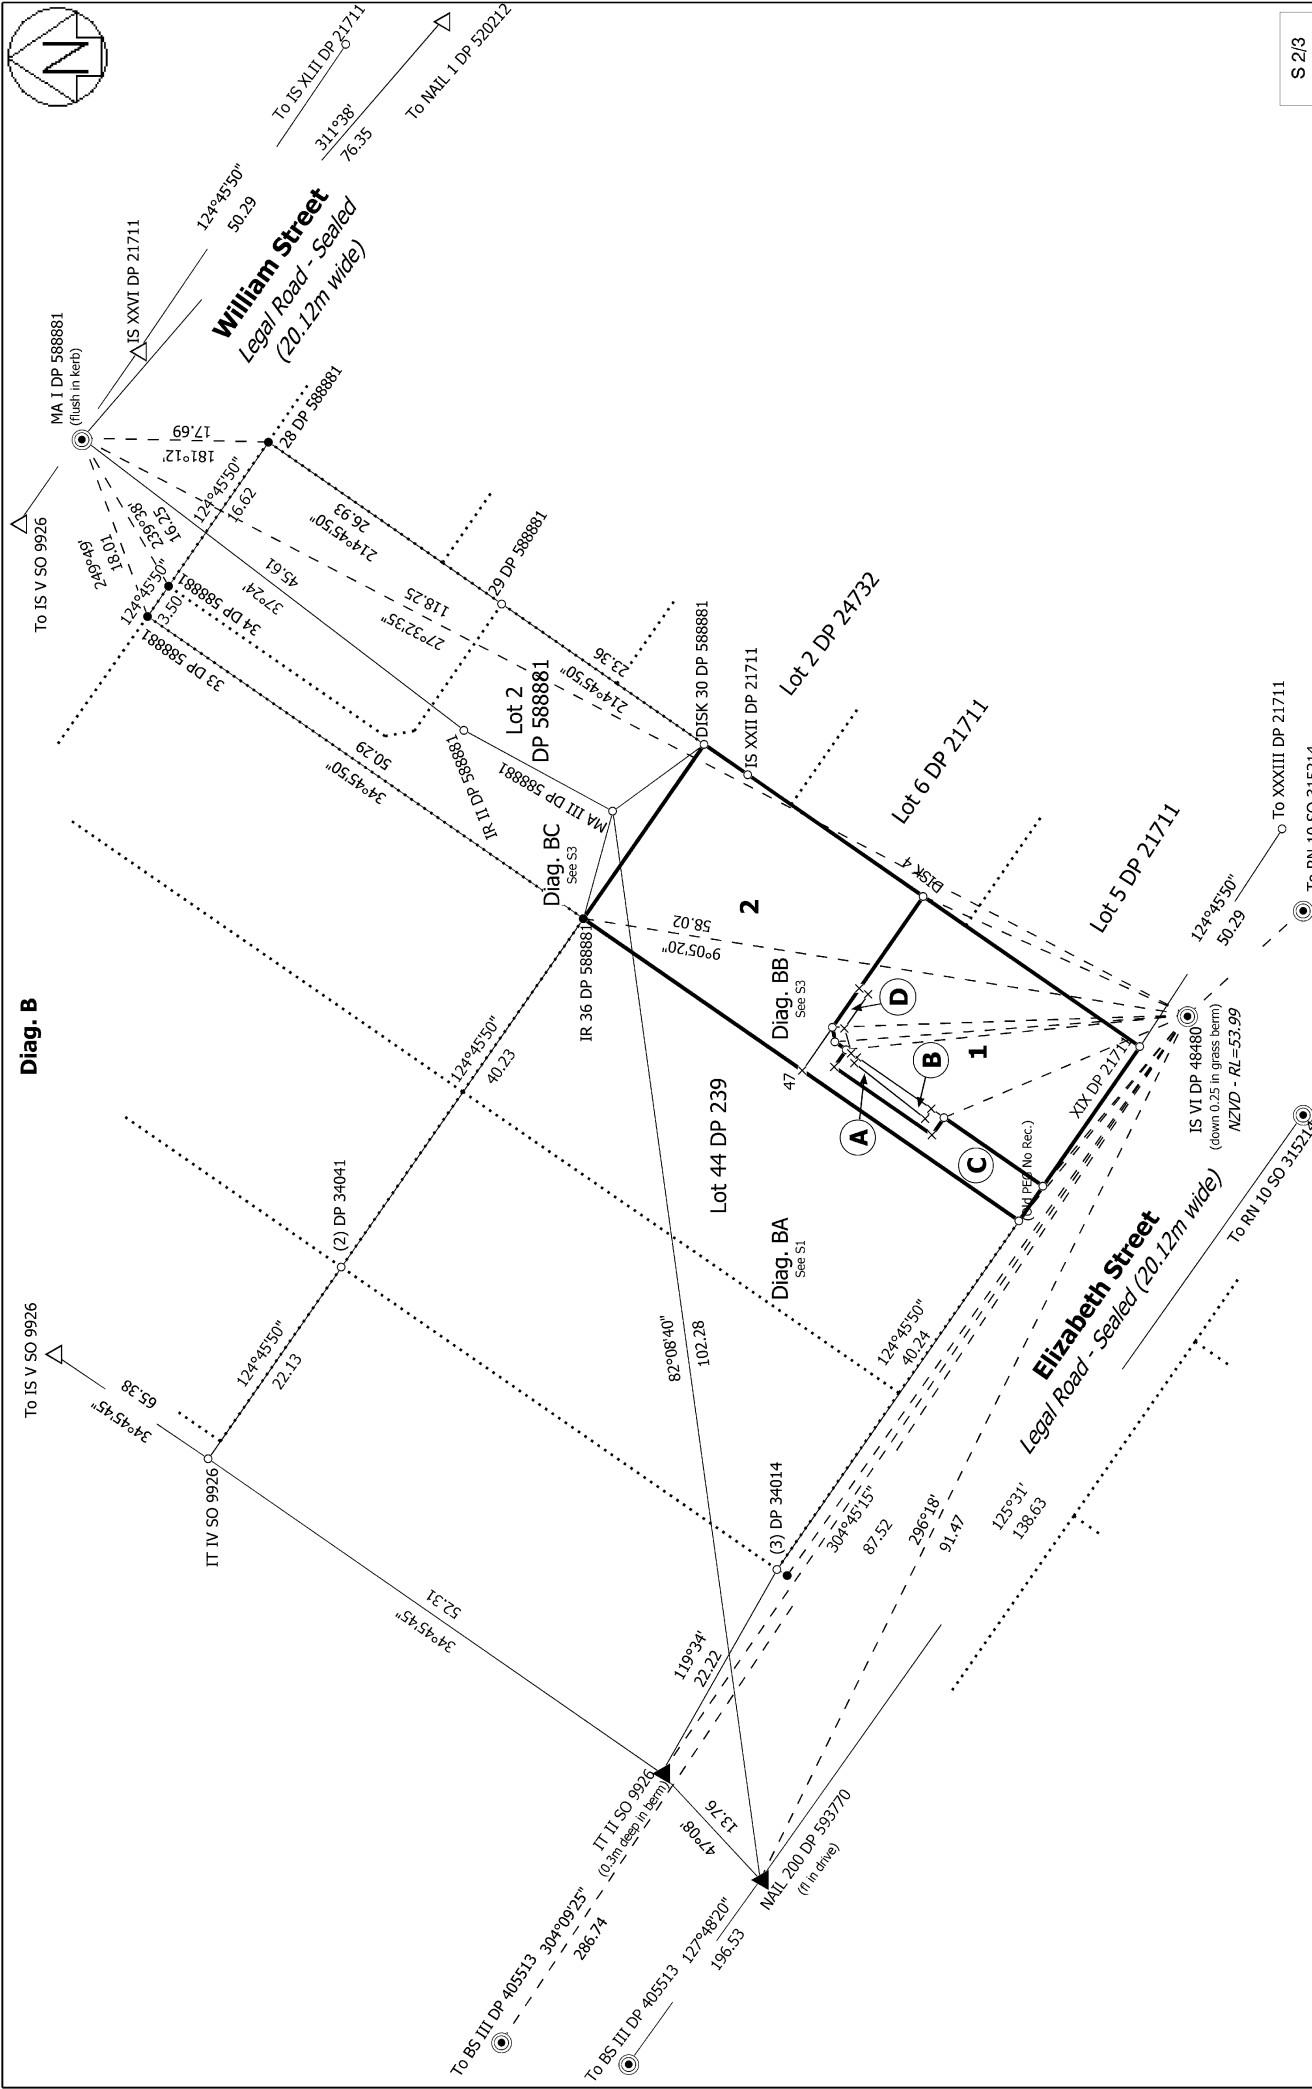 Diag. B
N
To IS XLII DP 21711
To NAIL 1 DP 520212
311°38'
76.35
124°45'50"
50.29
S 2/3
William Street
Legal Road - Sealed
(20.12m wide)
IS XXVI DP 21711
MA I DP 588881
(flush in kerb)
To IS V SO 9926
17.69
181°12'
28 DP 588881
124°45'50"
16.62
16.25
239°38'
18.01
249°49'
124°45'50"
3.50
34 DP 588881
33 DP 588881
45.61
37°24'
26.93
214°45'50"
29 DP 588881
118.25
27°32'35"
23.36
214°45'50"
50.29
34°45'50"
Lot 2
DP 588881
IR II DP 588881
MA III DP 588881
DISK 30 DP 588881
IS XXII DP 21711
Lot 2 DP 24732
Lot 6 DP 21711
Lot 5 DP 21711
Diag. BC
See S3
IR 36 DP 588881
58.02
9°05'20"
2
DISK 4
Diag. BB
See S3
47
D
B
1
A
C
XIX DP 21711
(Old PEG No Rec.)
To XXXIII DP 21711
124°45'50"
50.29
IS VI DP 48480
(down 0.25 in grass berm)
NZVD - RL=53.99
To RN 10 SO 315214
To RN 10 SO 31521
Elizabeth Street
Legal Road - Sealed (20.12m wide)
Lot 44 DP 239
Diag. BA
See S1
124°45'50"
40.23
(2) DP 34041
124°45'50"
22.13
To IS V SO 9926
65.38
34°45'45"
IT IV SO 9926
52.31
34°45'45"
82°08'40"
102.28
124°45'50"
40.24
(3) DP 34014
304°45'15"
87.52
296°18'
91.47
125°31'
138.63
119°34'
22.22
IT II SO 9926
(0.3m deep in berm)
13.76
47°08'
NAIL 200 DP 593770
(fl in drive)
To BS III DP 405513
304°09'25"
286.74
To BS III DP 405513
127°48'20"
196.53